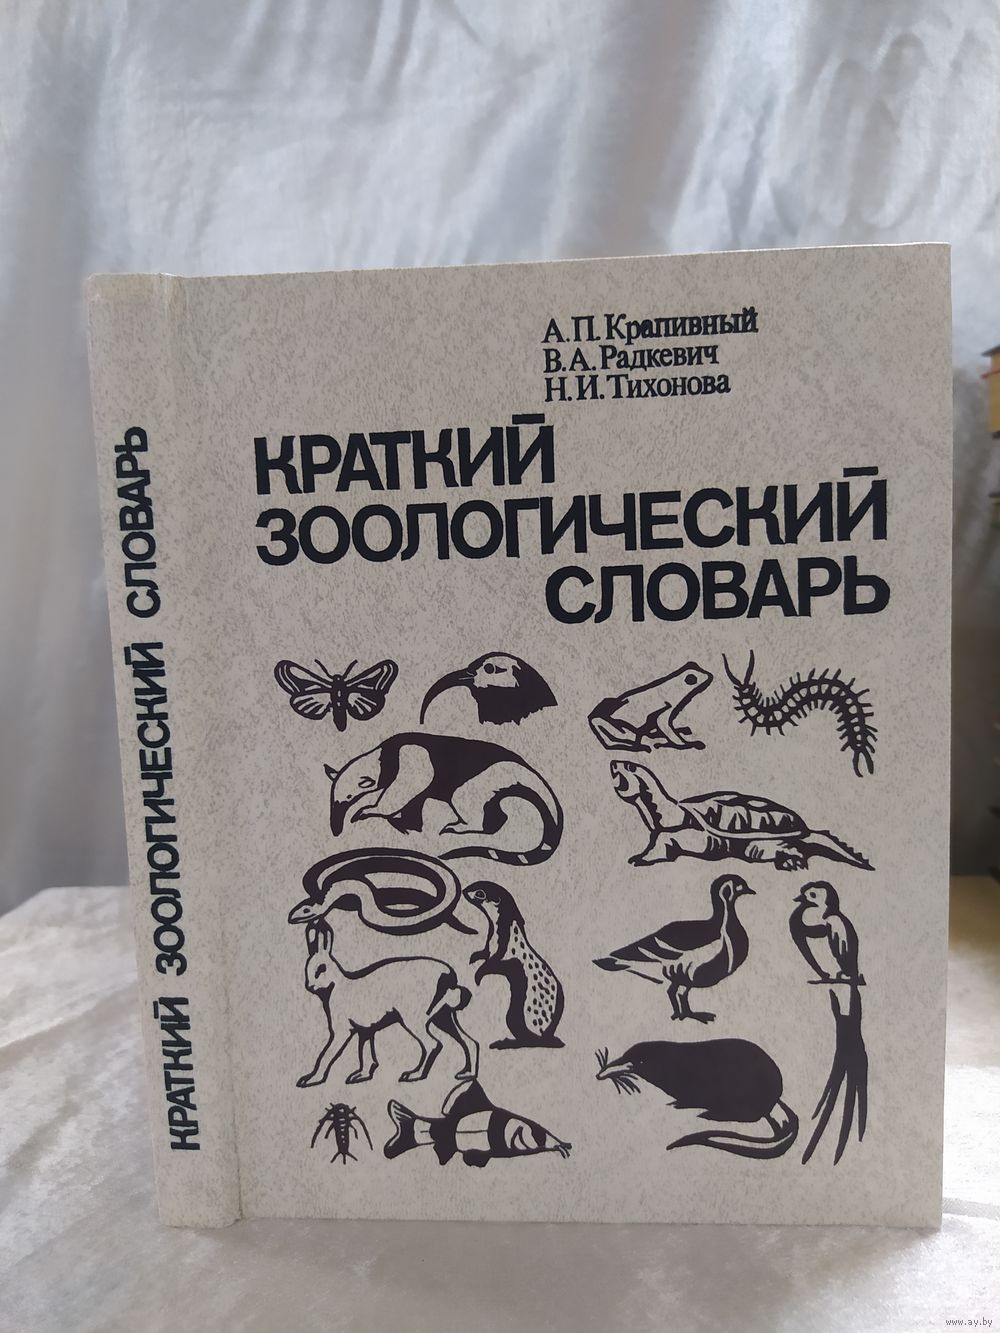 А.П.Крапивный
В.А.Радкевич
Н.И.Тихонова
КРАТКИЙ
ЗООЛОГИЧЕСКИЙ
СЛОВАРЬ
КРАТКИЙ ЗООЛОГИЧЕСКИЙ СЛОВАРЬ
www.ay.by